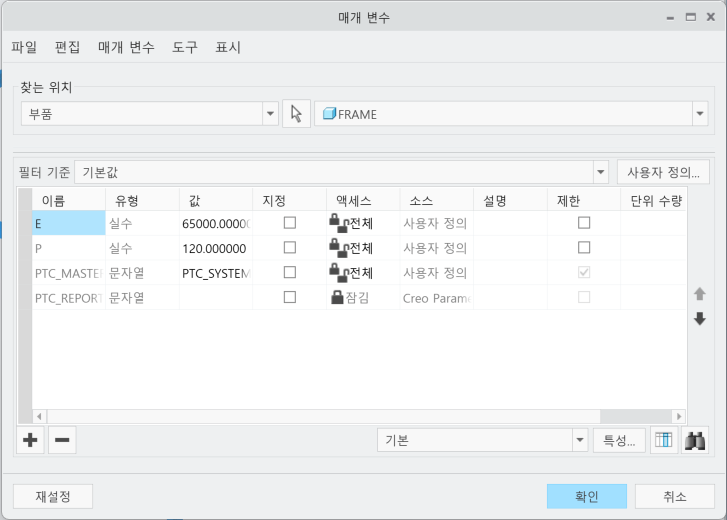 매개 변수
파일 편집 매개 변수 도구 표시
찾는 위치
부품 FRAME
필터 기준 기본값 사용자 정의...
이름 유형 값 지정 액세스 소스 설명 제한 단위 수량
E 실수 65000.00000 전체 사용자 정의
P 실수 120.000000 전체 사용자 정의
PTC_MASTE 문자열 PTC_SYSTEM 전체 사용자 정의
PTC_REPORT 문자열 잠김 Creo Parame
기본 특성...
재설정 확인 취소